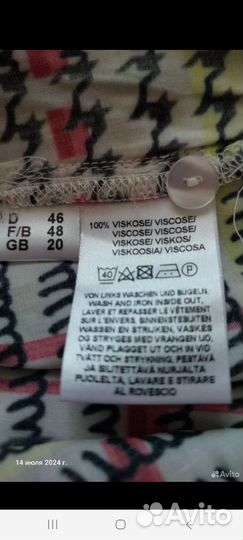 D 46
F/B 48
GB 20
100% VISKOSE/ VISCOSE/
VISCOSE/ VISCOSE/
VISKOSE/ VISKOS/
VISKOOSIA/ VISCOSA
40 P
VON LINKS WASCHEN UND BÜGELN.
WASH AND IRON INSIDE OUT.
LAVER ET REPASSER LE VÊTEMENT
SUR L'ENVERS. BINNENSTEBUITEN
WASSEN EN STRIJKEN. VASKES
OG STRYGES MED VRANGEN UD.
VÄND PLAGGET UT OCH IN VID
TVÄTT OCH STRYKNING. PESTÄVÄ
JA SILITETTÄVÄ NURJALTA
PUOLELTA. LAVARE E STIRARE
AL ROVESCIO
14 июля 2024 г.
Avito
Avito